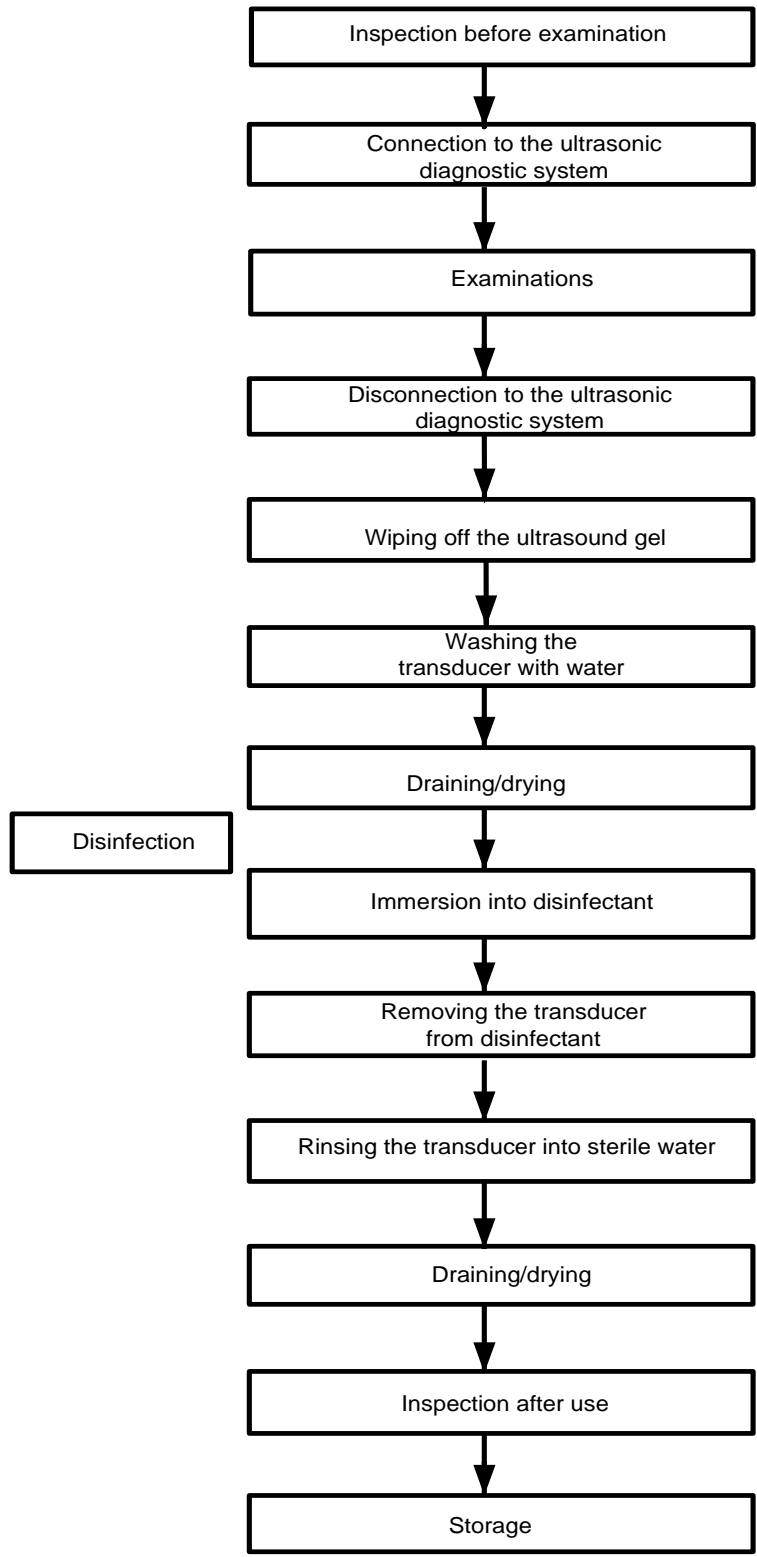 Inspection before examination
Connection to the ultrasonic
diagnostic system
Examinations
Disconnection to the ultrasonic
diagnostic system
Wiping off the ultrasound gel
Washing the
transducer with water
Draining/drying
Disinfection
Immersion into disinfectant
Removing the transducer
from disinfectant
Rinsing the transducer into sterile water
Draining/drying
Inspection after use
Storage